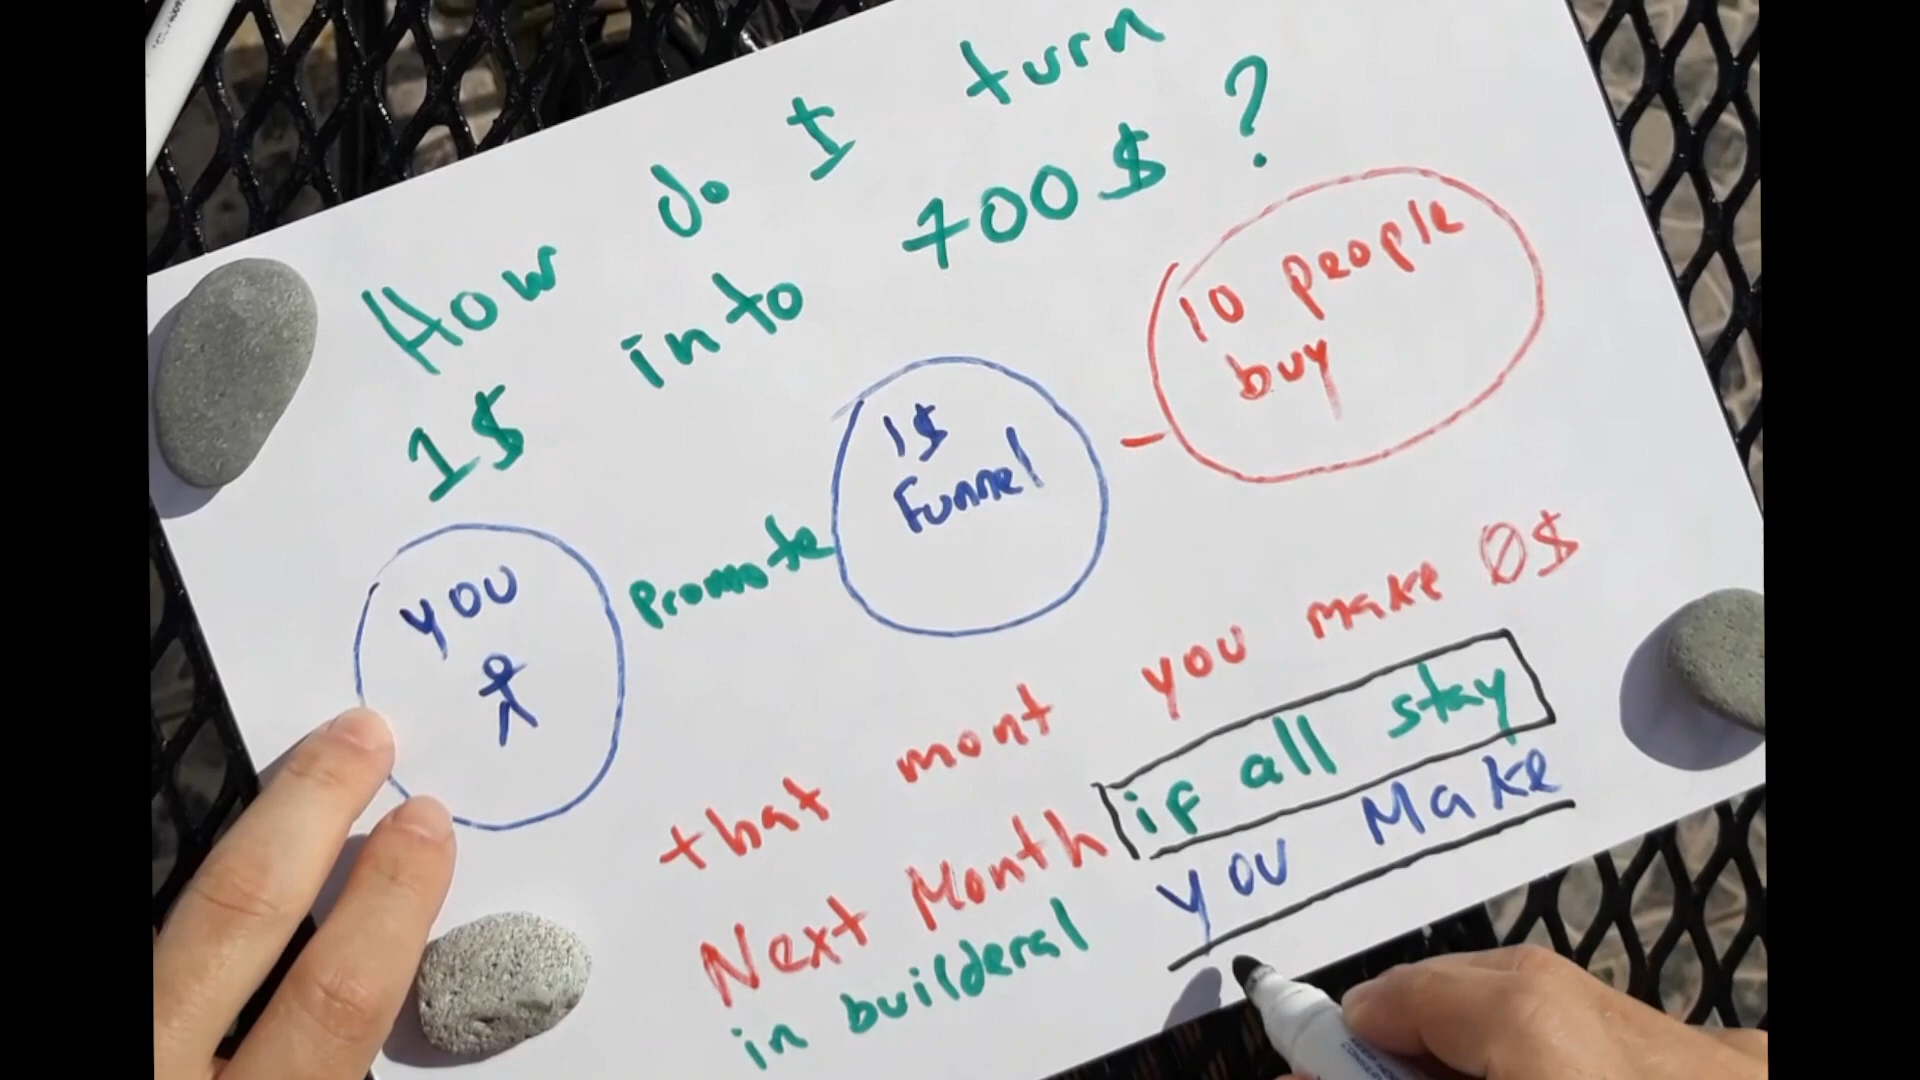 How do I turn
1$ into 700$?
10 people
buy
1$
Funnel
you
Promote
that mont you make 0$
Next Month if all stay
in builderal you Make